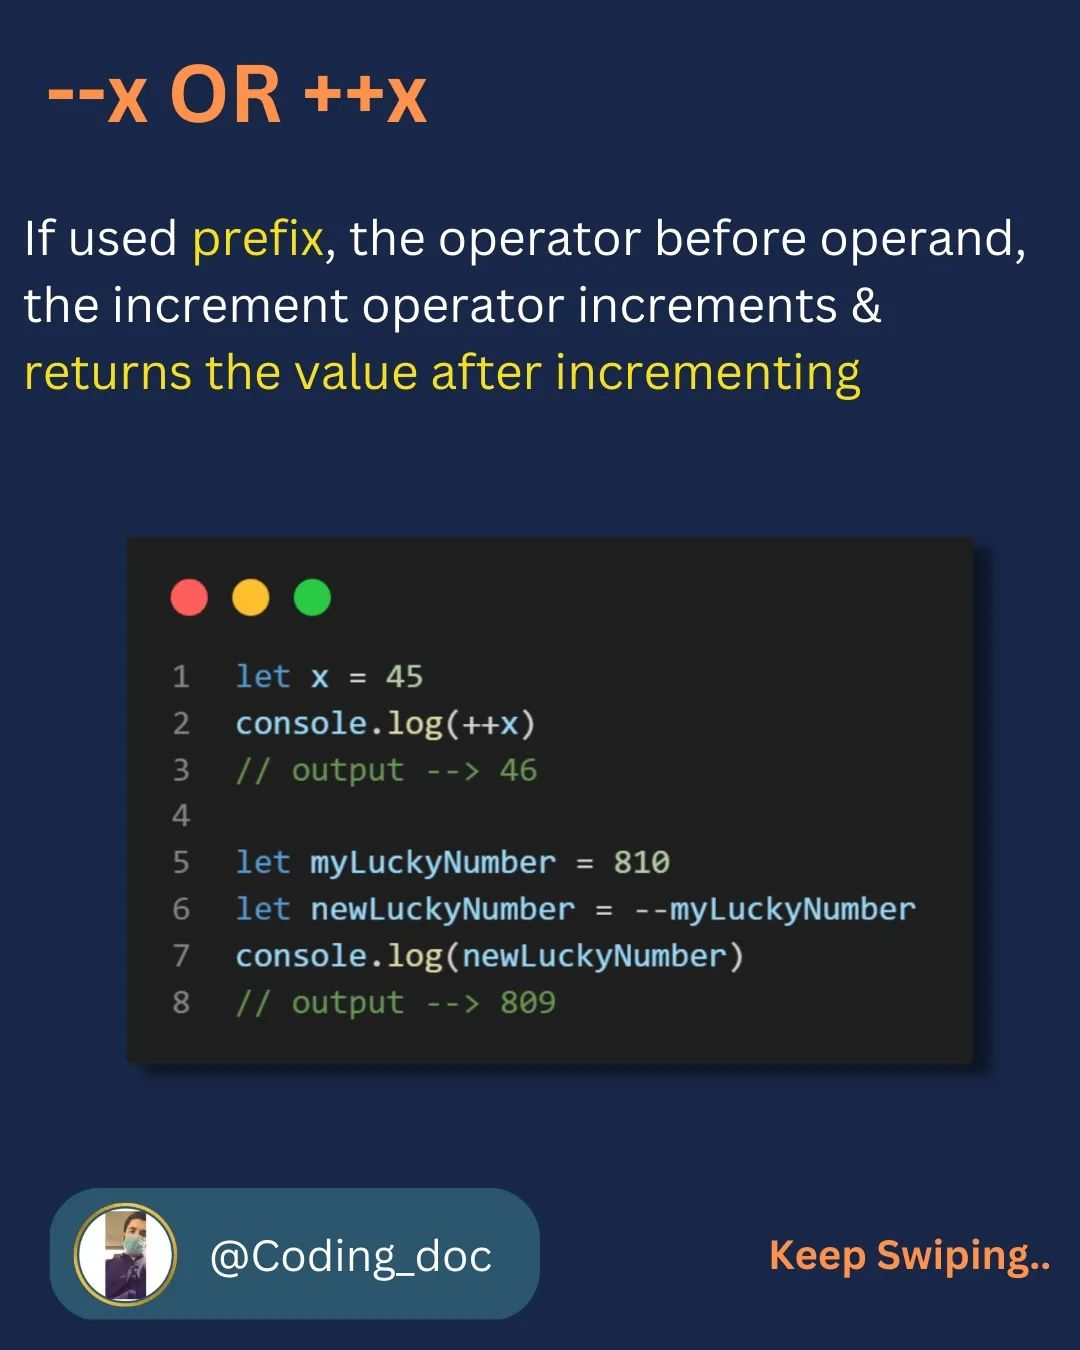 --x OR ++x
If used prefix, the operator before operand,
the increment operator increments &
returns the value after incrementing
1 let x = 45
2 console.log(++x)
3 // output --> 46
4
5 let myLuckyNumber = 810
6 let newLuckyNumber = --myLuckyNumber
7 console.log(newLuckyNumber)
8 // output --> 809
@Coding_doc
Keep Swiping..